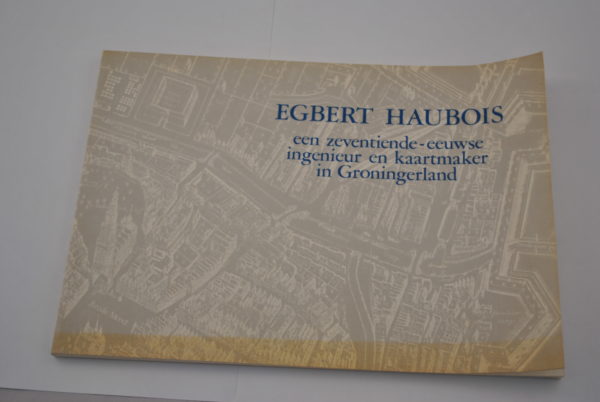 EGBERT HAUBOIS
een zeventiende-eeuwse
ingenieur en kaartmaker
in Groningerland